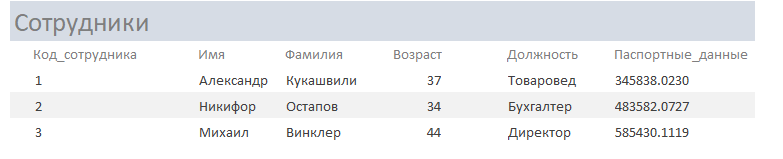 Сотрудники
Код_сотрудника Имя Фамилия Возраст Должность Паспортные_данные
1 Александр Кукашвили 37 Товаровед 345838.0230
2 Никифор Остапов 34 Бухгалтер 483582.0727
3 Михаил Винклер 44 Директор 585430.1119